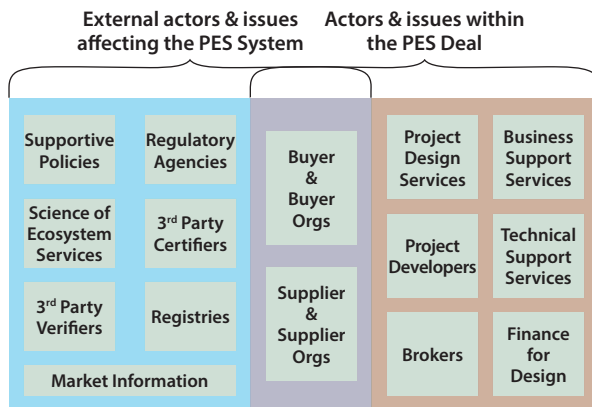 External actors & issues
affecting the PES System
Actors & issues within
the PES Deal
Supportive
Policies
Regulatory
Agencies
Science of
Ecosystem
Services
3rd Party
Certifiers
3rd Party
Verifiers
Registries
Market Information
Buyer
&
Buyer
Orgs
Supplier
&
Supplier
Orgs
Project
Design
Services
Business
Support
Services
Project
Developers
Technical
Support
Services
Brokers
Finance
for
Design